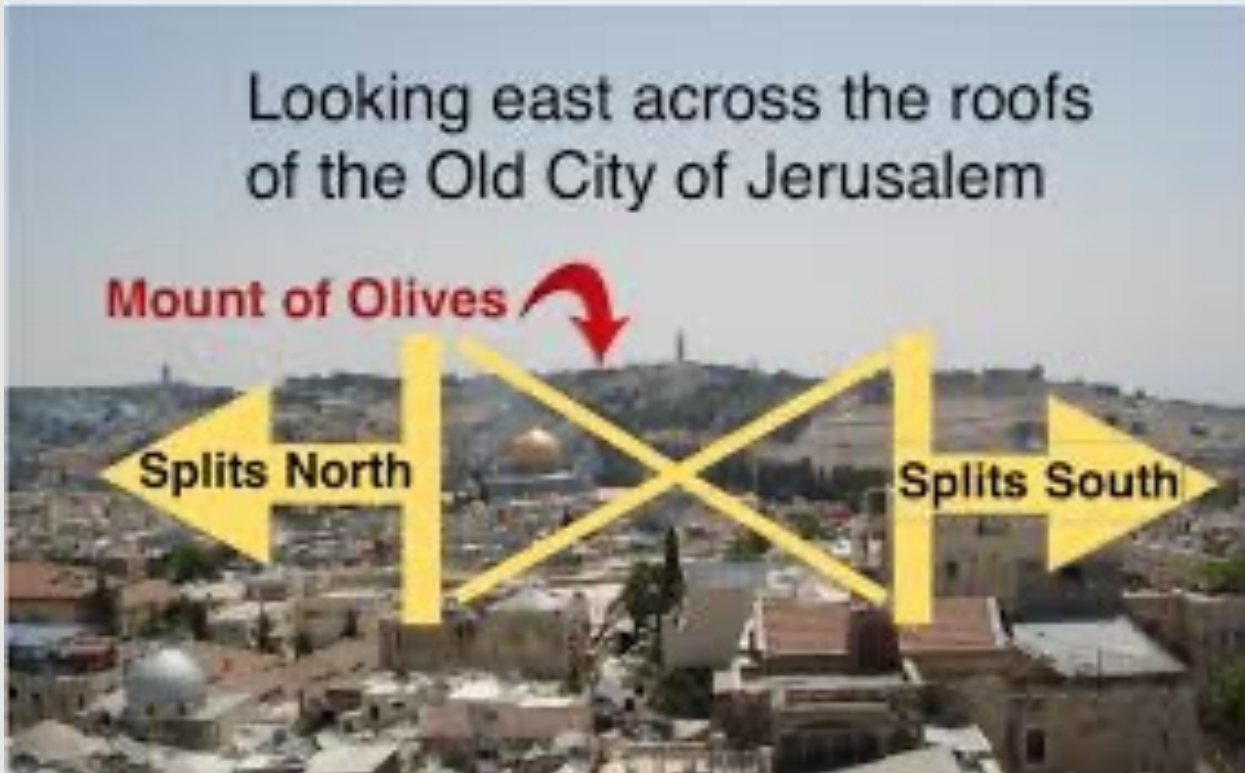 Looking east across the roofs
of the Old City of Jerusalem
Mount of Olives
Splits North
Splits South